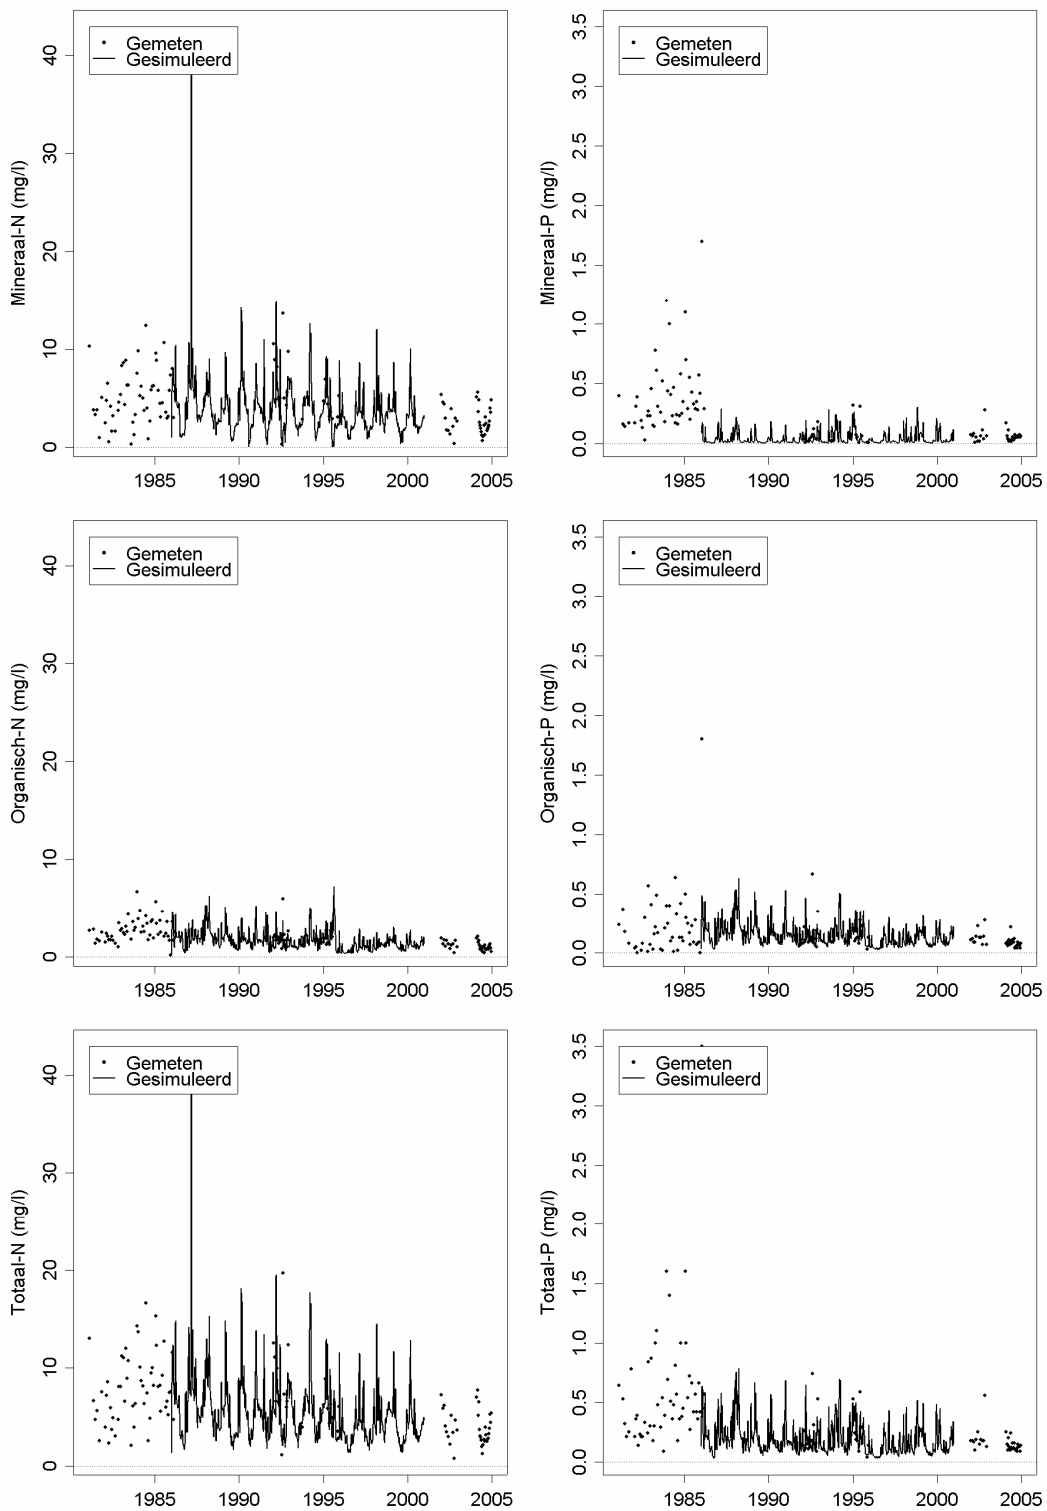 Gemeten
Gesimuleerd
Mineraal-N (mg/l)
0 10 20 30 40
1985 1990 1995 2000 2005
Gemeten
Gesimuleerd
Mineraal-P (mg/l)
0.0 0.5 1.0 1.5 2.0 2.5 3.0 3.5
1985 1990 1995 2000 2005
Gemeten
Gesimuleerd
Organisch-N (mg/l)
0 10 20 30 40
1985 1990 1995 2000 2005
Gemeten
Gesimuleerd
Organisch-P (mg/l)
0.0 0.5 1.0 1.5 2.0 2.5 3.0 3.5
1985 1990 1995 2000 2005
Gemeten
Gesimuleerd
Totaal-N (mg/l)
0 10 20 30 40
1985 1990 1995 2000 2005
Gemeten
Gesimuleerd
Totaal-P (mg/l)
0.0 0.5 1.0 1.5 2.0 2.5 3.0 3.5
1985 1990 1995 2000 2005